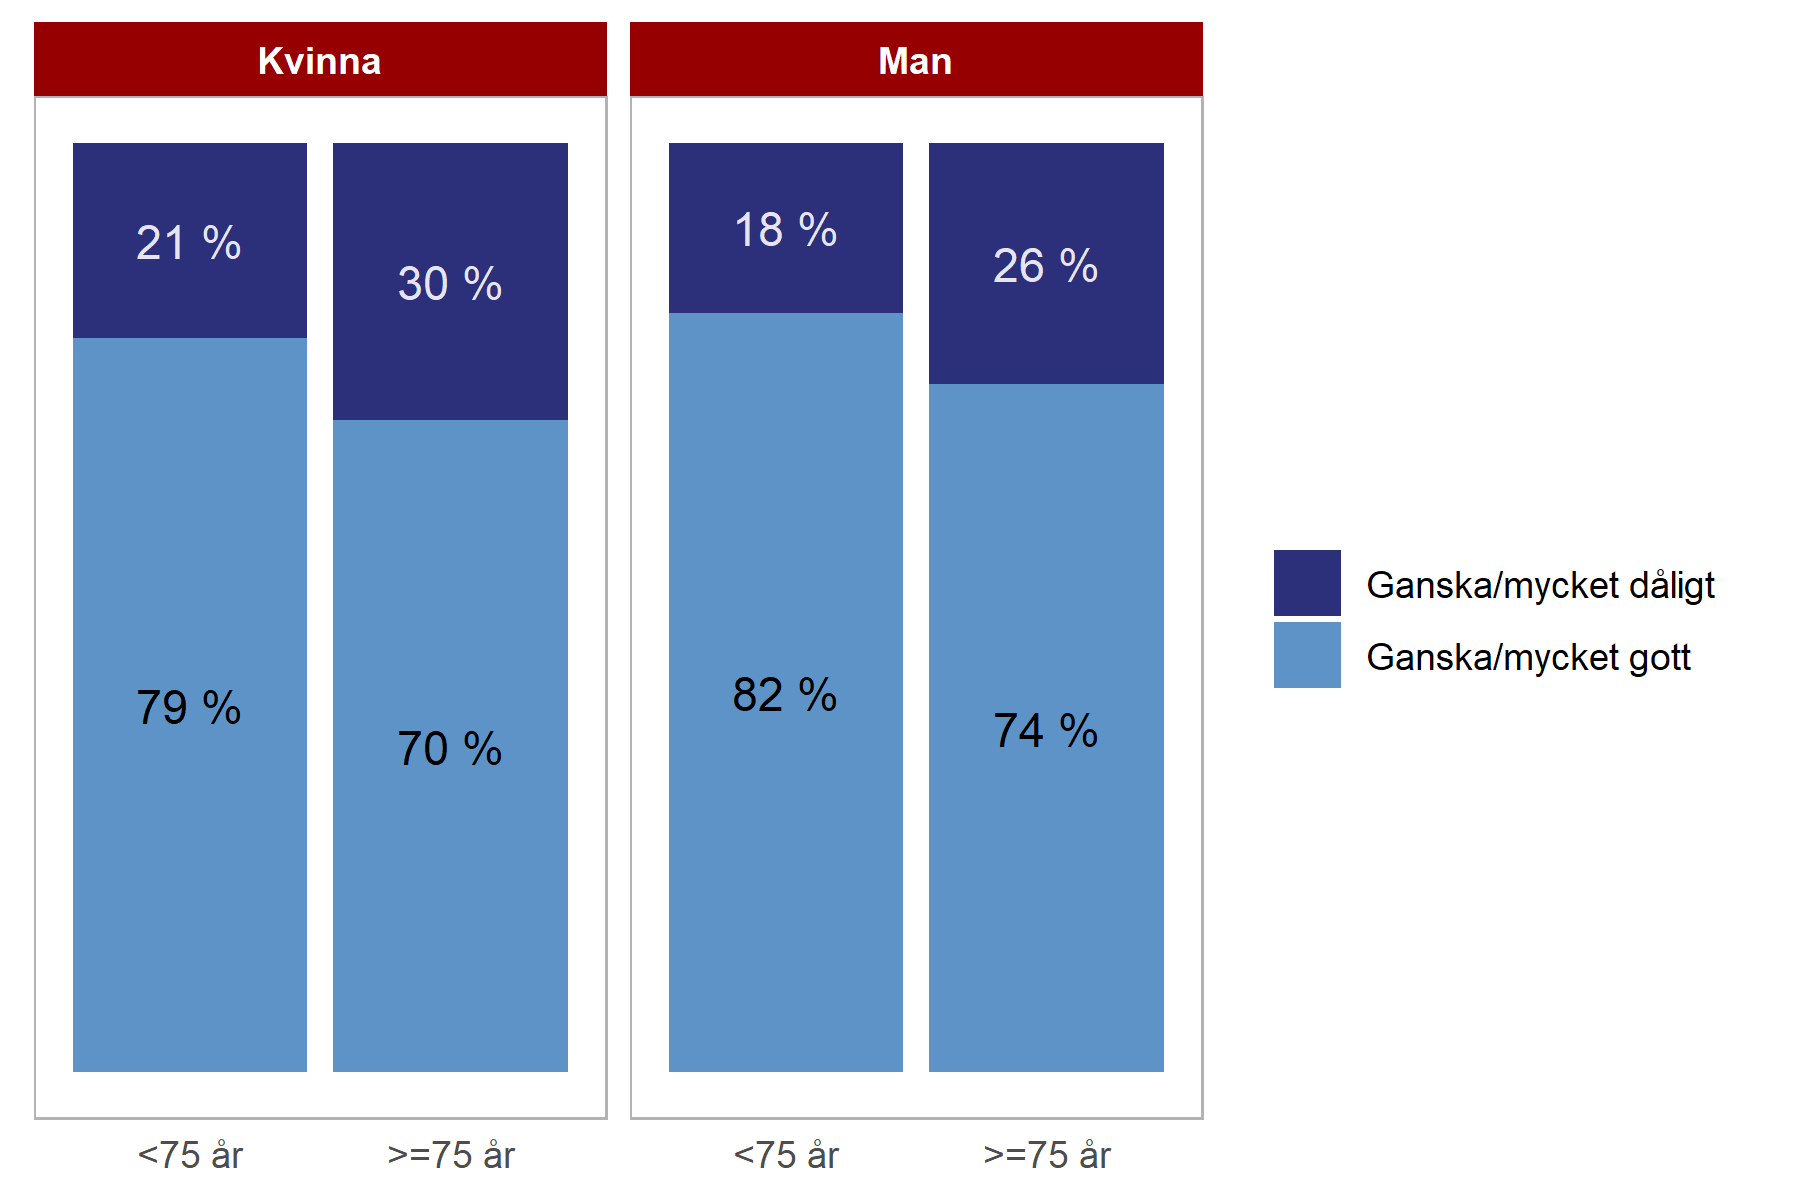 Kvinna
Man
21 %
30 %
18 %
26 %
79 %
70 %
82 %
74 %
Ganska/mycket dåligt
Ganska/mycket gott
<75 år
>=75 år
<75 år
>=75 år